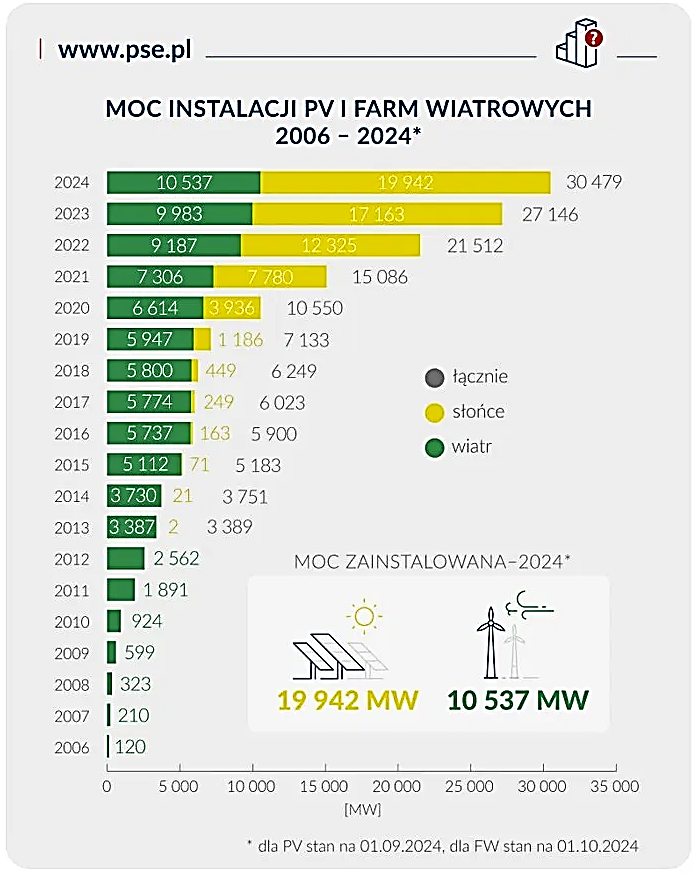 www.pse.pl
?
MOC INSTALACJI PV I FARM WIATROWYCH
2006 – 2024*
2024 10 537 19 942 30 479
2023 9 983 17 163 27 146
2022 9 187 12 325 21 512
2021 7 306 7 780 15 086
2020 6 614 3 936 10 550
2019 5 947 1 186 7 133
2018 5 800 449 6 249
2017 5 774 249 6 023
2016 5 737 163 5 900
2015 5 112 71 5 183
2014 3 730 21 3 751
2013 3 387 2 3 389
2012 2 562
2011 1 891
2010 924
2009 599
2008 323
2007 210
2006 120
łącznie
słońce
wiatr
MOC ZAINSTALOWANA–2024*
19 942 MW 10 537 MW
0 5 000 10 000 15 000 20 000 25 000 30 000 35 000
[MW]
* dla PV stan na 01.09.2024, dla FW stan na 01.10.2024